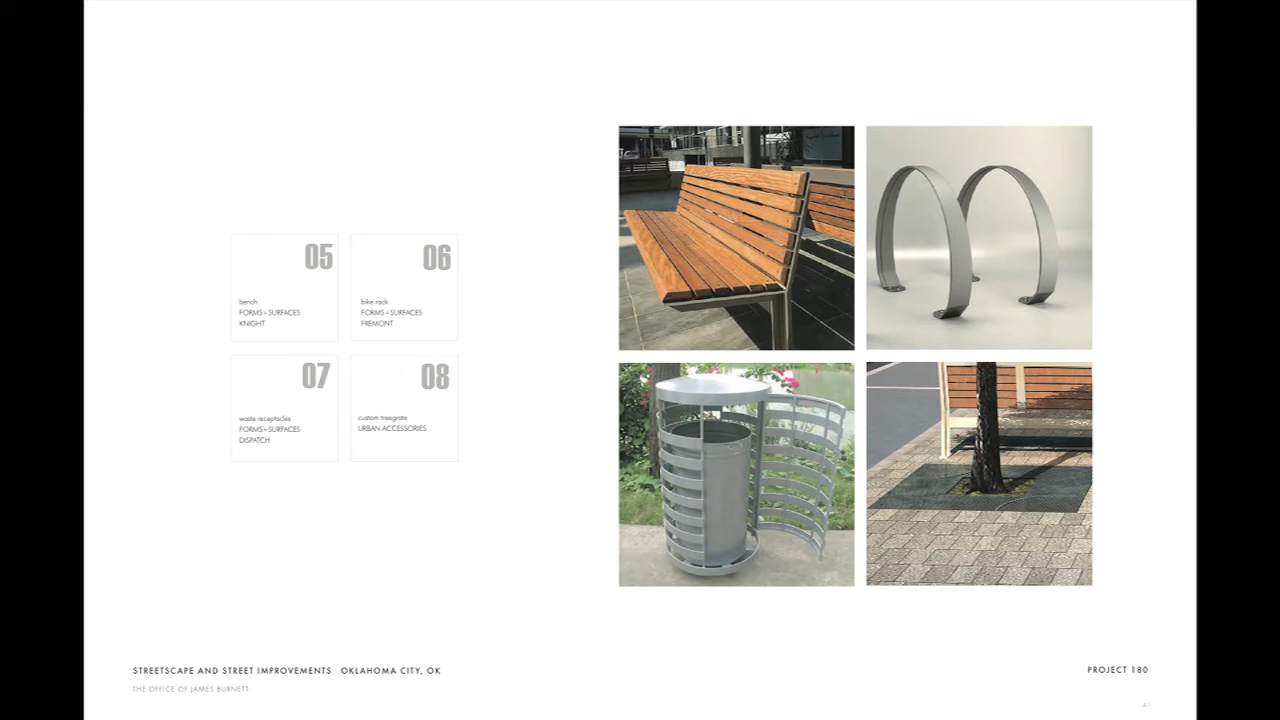 05
bench
FORMS+SURFACES
KNIGHT
06
bike rack
FORMS+SURFACES
FREMONT
07
waste receptacles
FORMS+SURFACES
DISPATCH
08
custom treegrate
URBAN ACCESSORIES
STREETSCAPE AND STREET IMPROVEMENTS · OKLAHOMA CITY, OK
THE OFFICE OF JAMES BURNETT
PROJECT 180